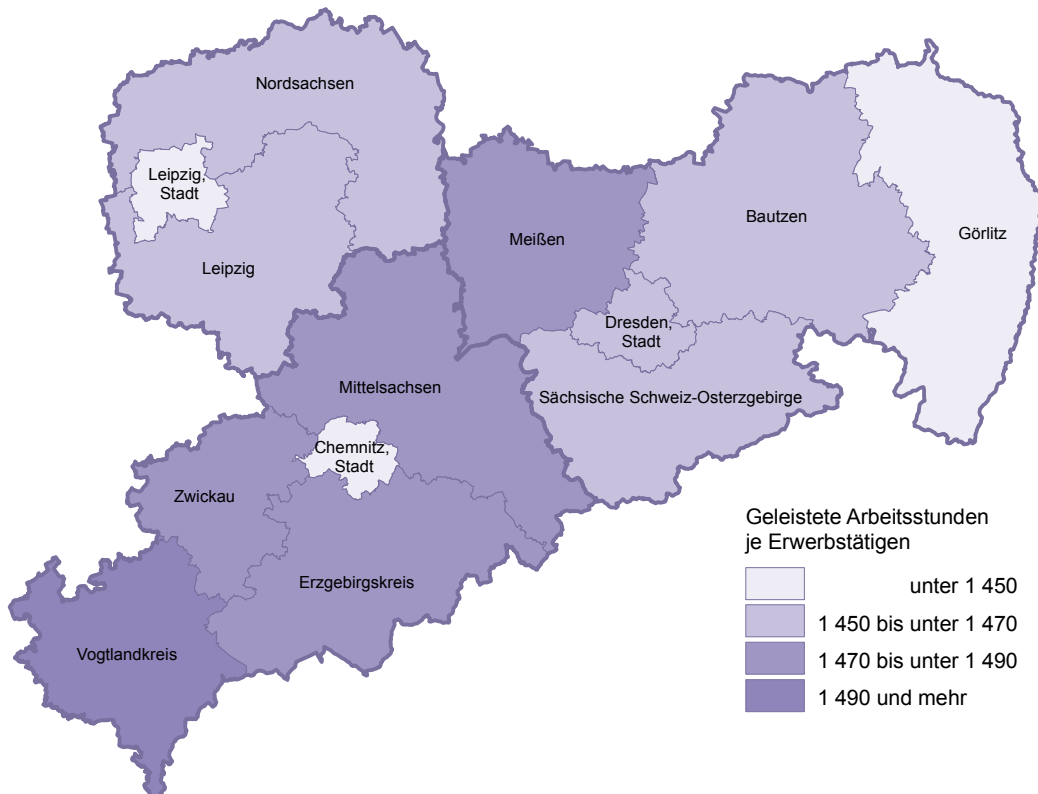 Nordsachsen
Leipzig,
Stadt
Leipzig
Meißen
Bautzen
Görlitz
Dresden,
Stadt
Mittelsachsen
Sächsische Schweiz-Osterzgebirge
Chemnitz,
Stadt
Zwickau
Erzgebirgskreis
Vogtlandkreis
Geleistete Arbeitsstunden
je Erwerbstätigen
unter 1 450
1 450 bis unter 1 470
1 470 bis unter 1 490
1 490 und mehr